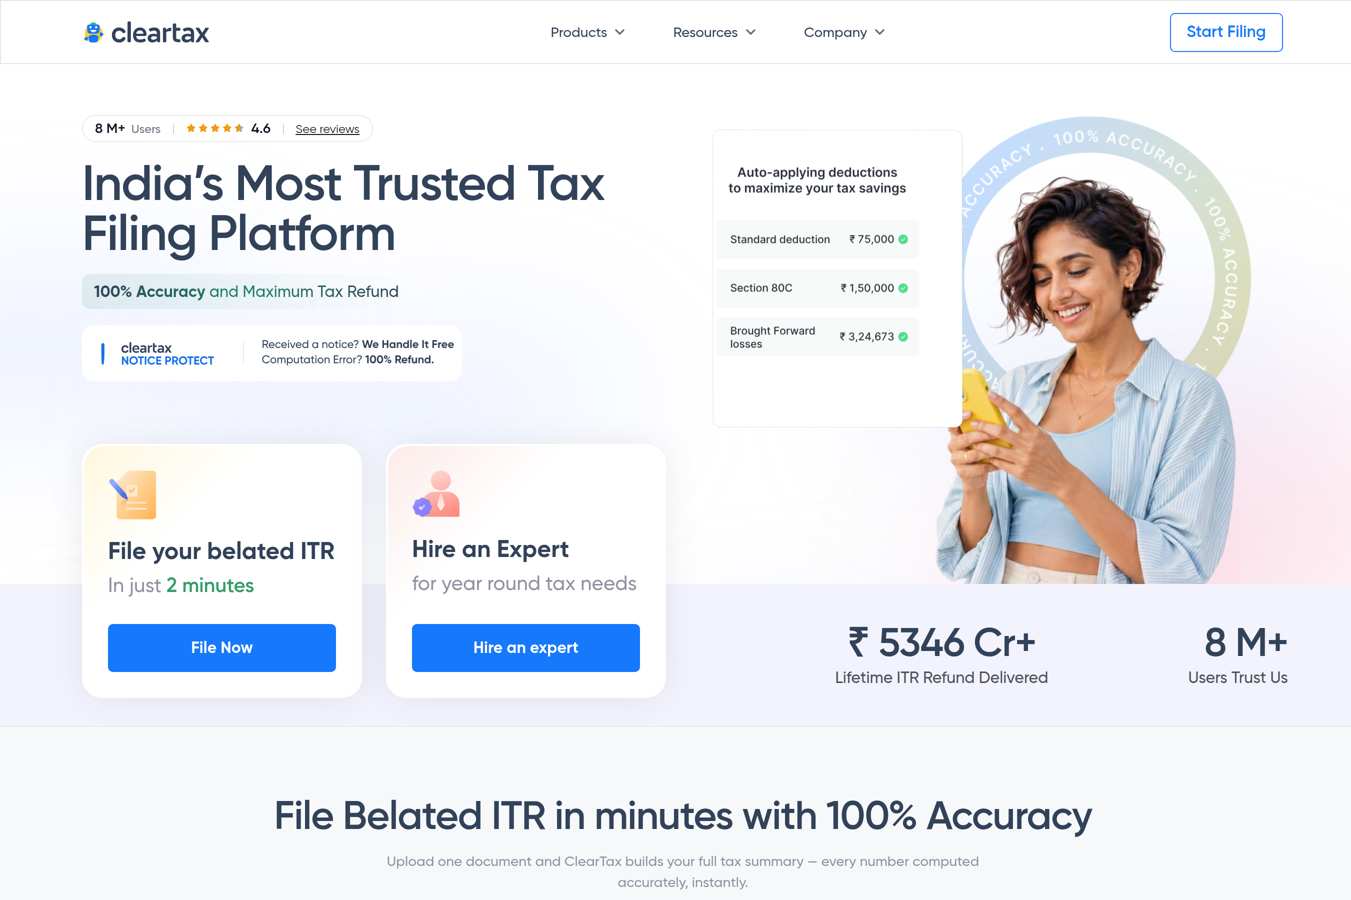 cleartax
Products
Resources
Company
Start Filing
8 M+ Users
4.6
See reviews
India's Most Trusted Tax
Filing Platform
100% Accuracy and Maximum Tax Refund
cleartax
NOTICE PROTECT
Received a notice? We Handle It Free
Computation Error? 100% Refund.
Auto-applying deductions
to maximize your tax savings
Standard deduction ₹ 75,000
Section 80C ₹ 1,50,000
Brought Forward
losses ₹ 3,24,673
ACCURACY . 100% ACCURACY . 100% ACCURACY .
File your belated ITR
In just 2 minutes
File Now
Hire an Expert
for year round tax needs
Hire an expert
₹ 5346 Cr+
Lifetime ITR Refund Delivered
8 M+
Users Trust Us
File Belated ITR in minutes with 100% Accuracy
Upload one document and ClearTax builds your full tax summary — every number computed
accurately, instantly.